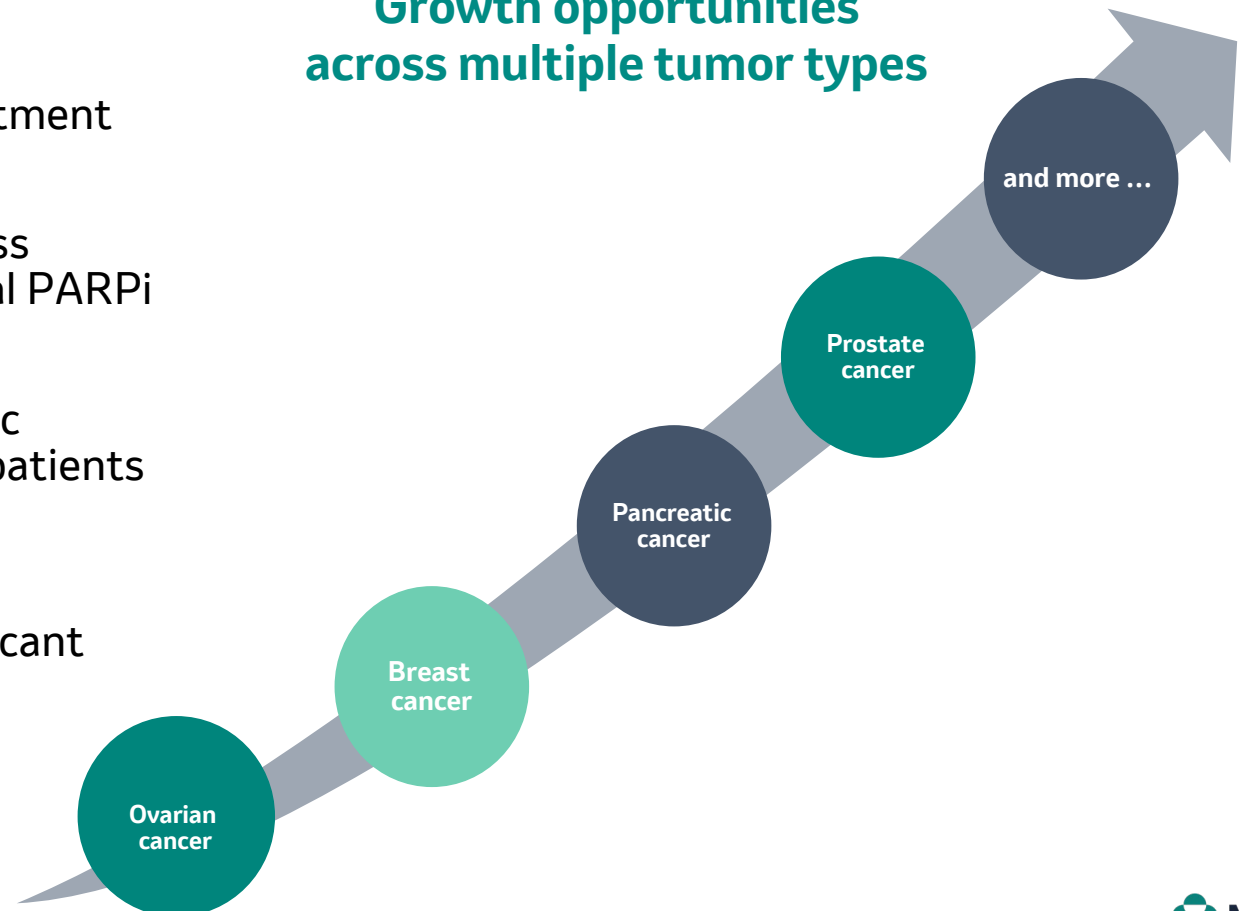 Growth opportunities
across multiple tumor types
tment
ss
al PARPi
c
patients
cant
and more ...
Prostate
cancer
Pancreatic
cancer
Breast
cancer
Ovarian
cancer